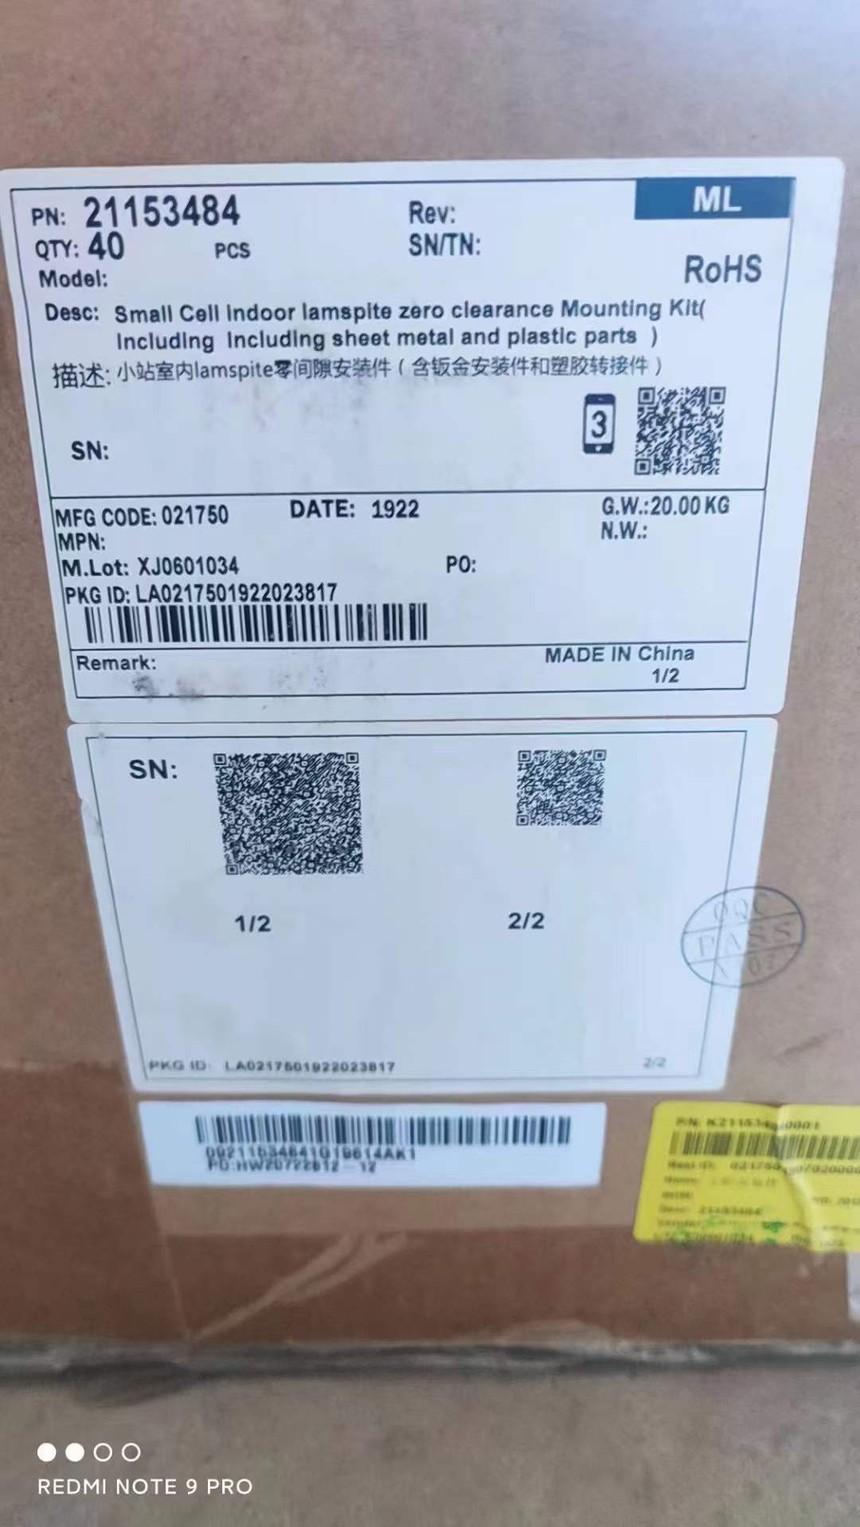 PN: 21153484 Rev: ML
QTY: 40 PCS SN/TN:
Model: RoHS
Desc: Small Cell Indoor lamspite zero clearance Mounting Kit(
Including Including sheet metal and plastic parts )
描述: 小站室内lamspite零间隙安装件（含钣金安装件和塑胶转接件）
3
SN:
MFG CODE: 021750 DATE: 1922 G.W.:20.00 KG
MPN: N.W.:
M.Lot: XJ0601034 PO:
PKG ID: LA0217501922023817
Remark: MADE IN China
1/2
SN:
1/2 2/2
OQC
PASS
PKG ID: LA0217501922023817 2/2
PO:HW20722812-12
REDMI NOTE 9 PRO